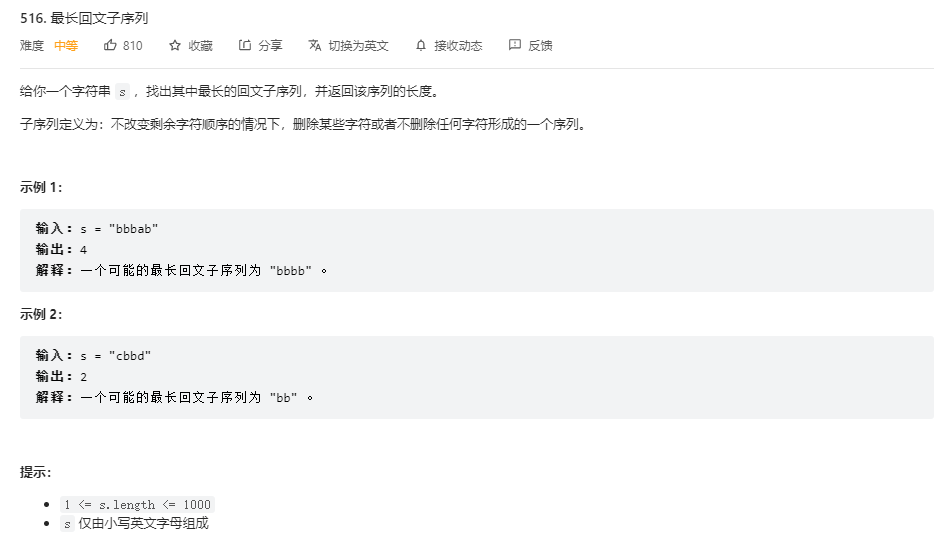 516. 最长回文子序列
难度 中等 810 收藏 分享 切换为英文 接收动态 反馈
给你一个字符串 s ，找出其中最长的回文子序列，并返回该序列的长度。
子序列定义为：不改变剩余字符顺序的情况下，删除某些字符或者不删除任何字符形成的一个序列。
示例 1：
输入：s = "bbbab"
输出：4
解释：一个可能的最长回文子序列为 "bbbb" 。
示例 2：
输入：s = "cbbd"
输出：2
解释：一个可能的最长回文子序列为 "bb" 。
提示：
1 <= s.length <= 1000
s 仅由小写英文字母组成